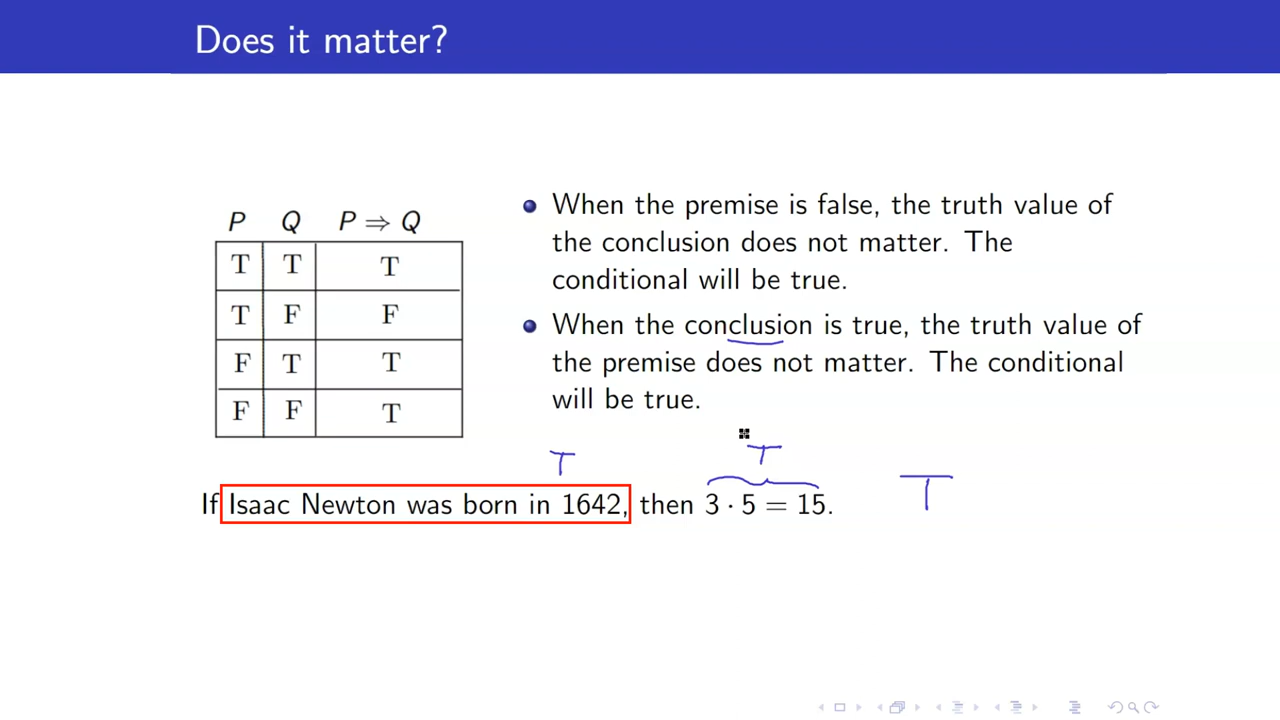 Does it matter?
P Q P ⇒ Q
T T T
T F F
F T T
F F T
When the premise is false, the truth value of
the conclusion does not matter. The
conditional will be true.
When the conclusion is true, the truth value of
the premise does not matter. The conditional
will be true.
T T
If Isaac Newton was born in 1642, then 3 · 5 = 15. T